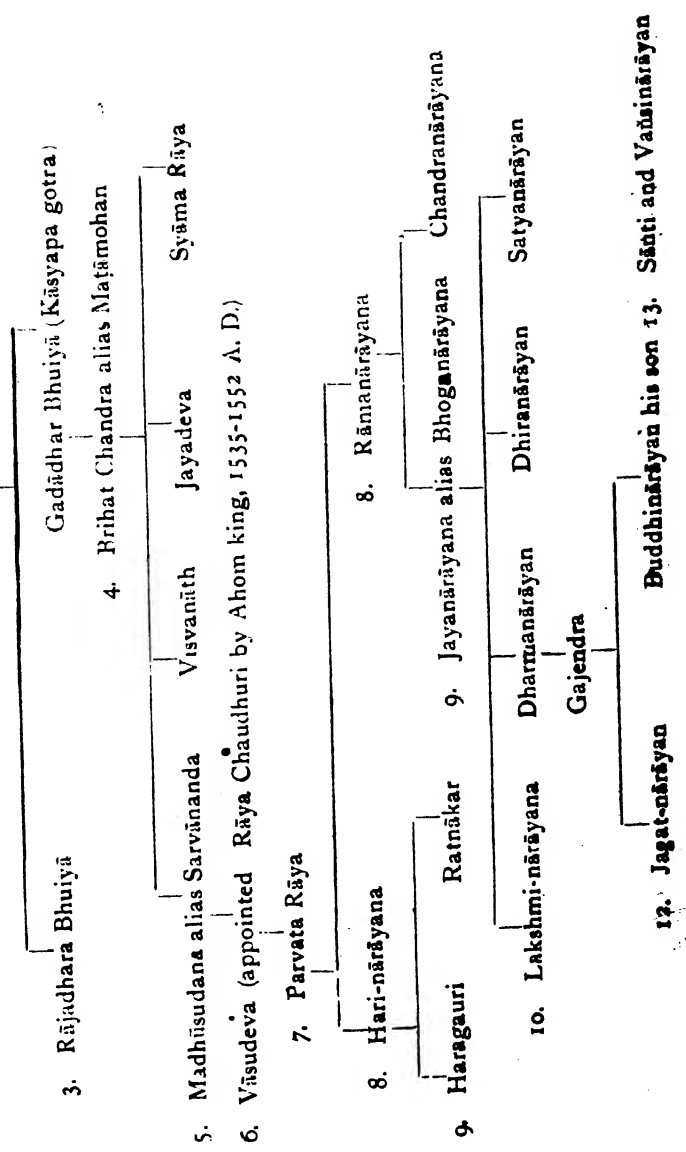 3. Rājadhara Bhuiyā Gadādhar Bhuiyā (Kāsyapa gotra)
4. Brihat Chandra alias Maṭāmohan
5. Madhūsudana alias Sarvānanda Visvanāth Jayadeva Syāma Rāya
6. Vāsudeva (appointed Rāya Chaudhuri by Ahom king, 1535-1552 A. D.)
7. Parvata Rāya
8. Hari-nārāyana 8. Rāmanārāyana
9. Haragauri Ratnākar 9. Jayanārāyana alias Bhoganārāyana Chandranārāyana
10. Lakshmi-nārāyana Dharmanārāyan Dhiranārāyan Satyanārāyan
Gajendra
12. Jagat-nārāyan Buddhinārāyan his son 13. Sānti and Vańsinārāyan